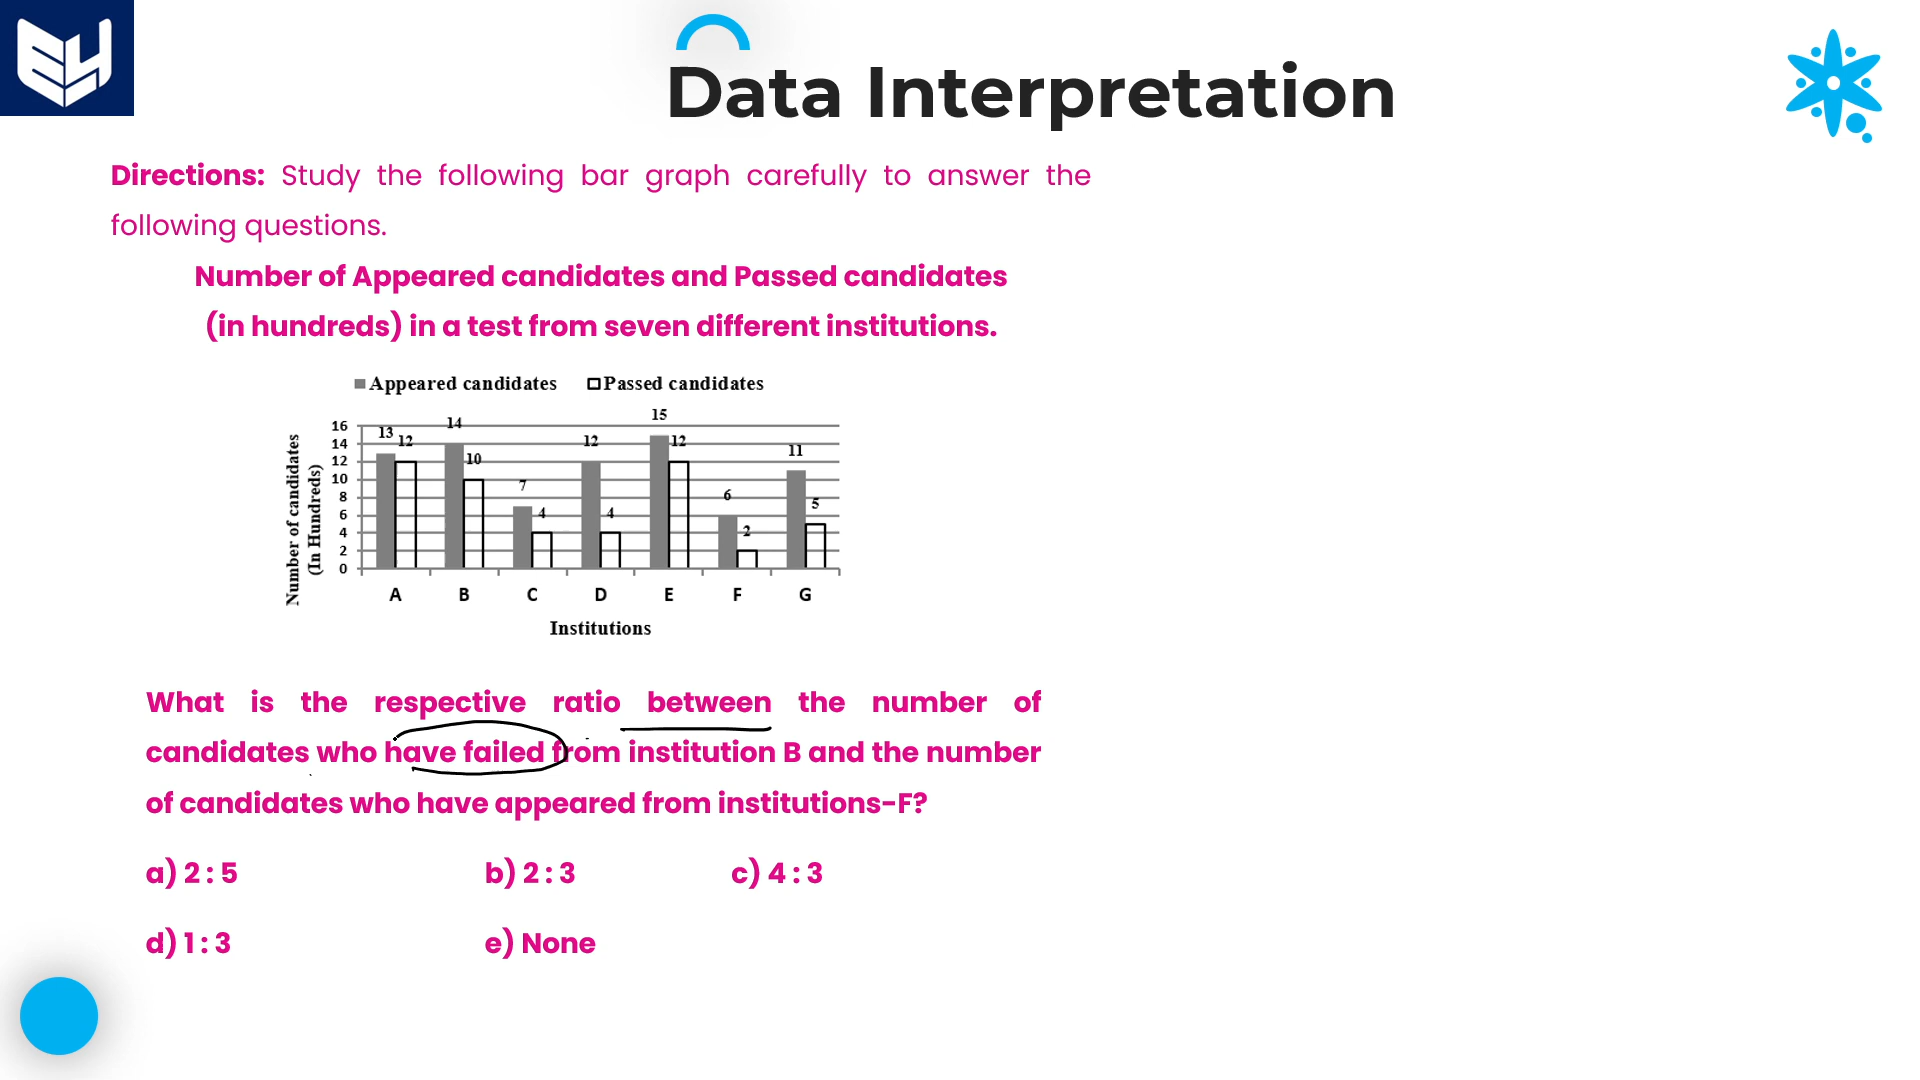 Data Interpretation
Directions: Study the following bar graph carefully to answer the
following questions.
Number of Appeared candidates and Passed candidates
(in hundreds) in a test from seven different institutions.
Appeared candidates Passed candidates
Number of candidates
(In Hundreds)
16
14
12
10
8
6
4
2
0
13 12 14 10 7 4 12 4 15 12 6 2 11 5
A B C D E F G
Institutions
What is the respective ratio between the number of
candidates who have failed from institution B and the number
of candidates who have appeared from institutions-F?
a) 2 : 5 b) 2 : 3 c) 4 : 3
d) 1 : 3 e) None